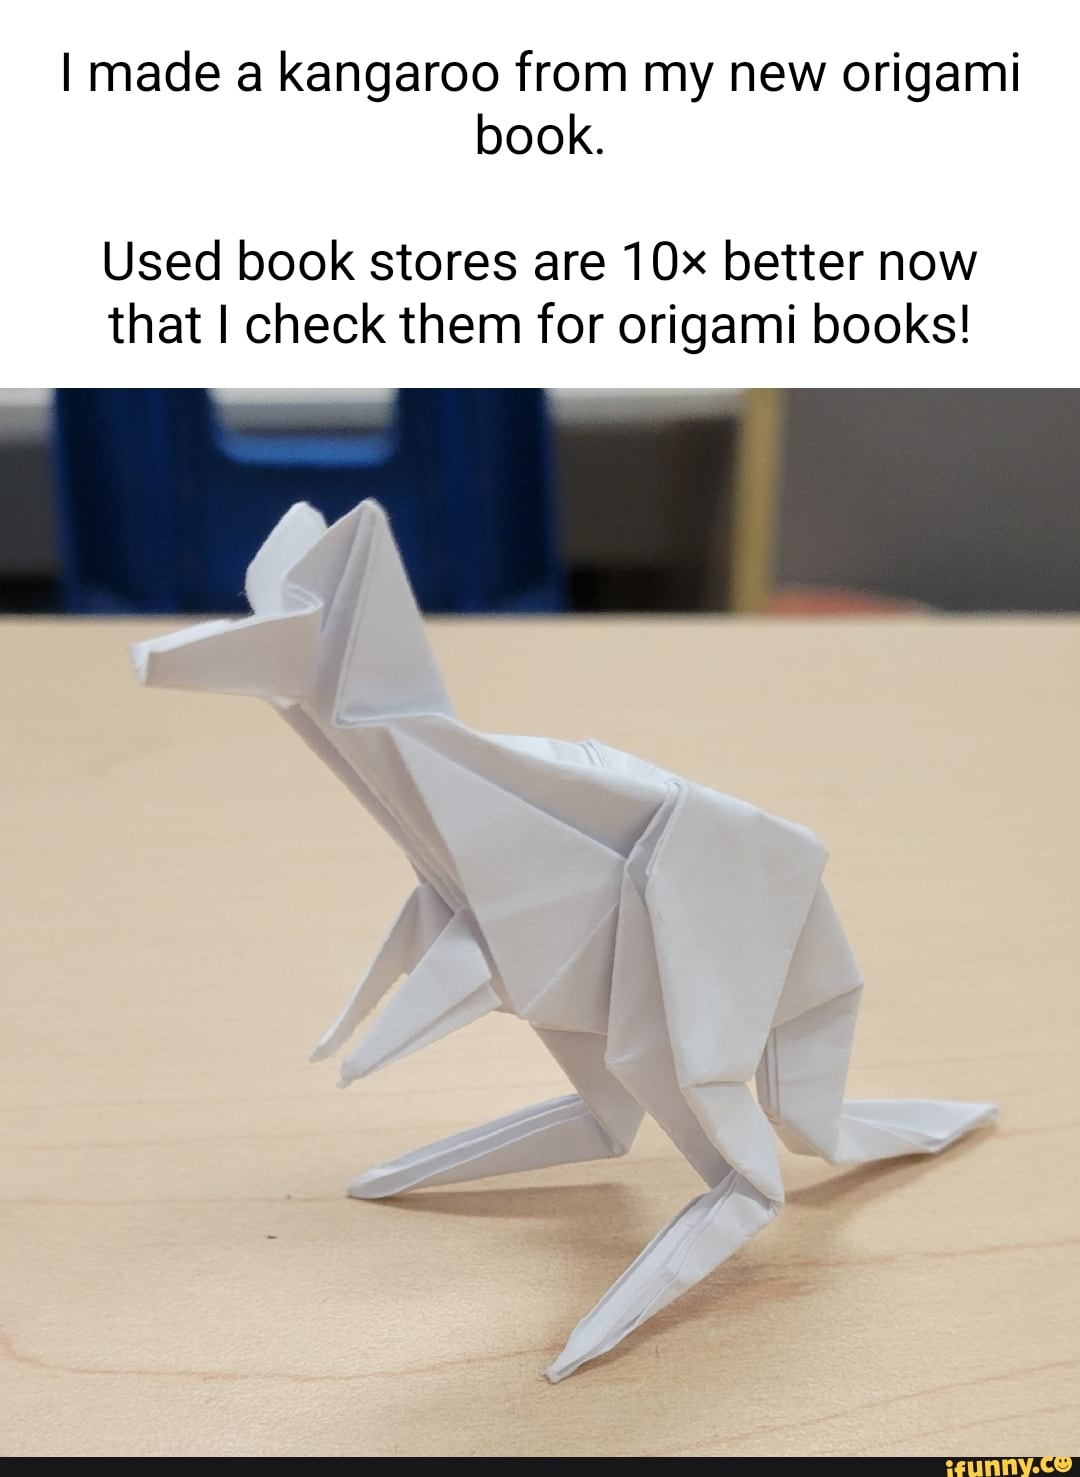 I made a kangaroo from my new origami
book.
Used book stores are 10× better now
that I check them for origami books!
ifunny.co